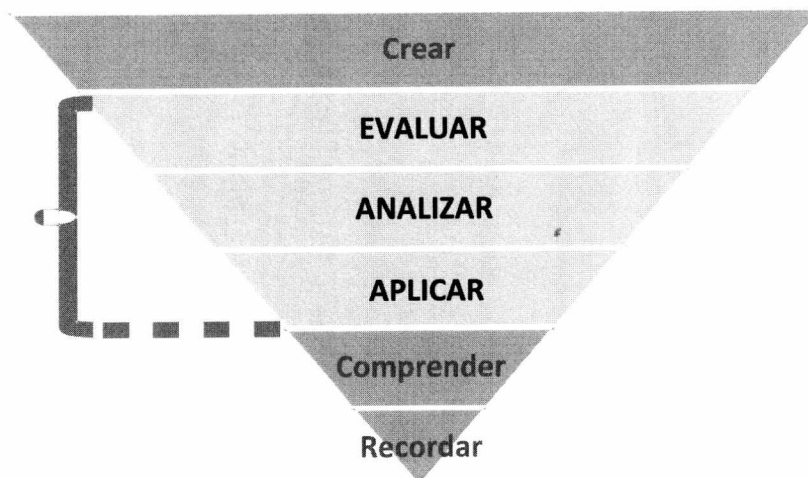 Crear
EVALUAR
ANALIZAR
APLICAR
Comprender
Recordar